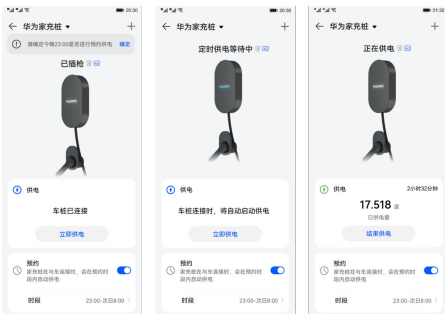 20:30
华为家充桩
请确定今晚23:00是否进行预约供电 确定
已插枪
供电
车桩已连接
立即供电
预约
家充桩在与车连接时，会在预约时
段内自动供电
时段 23:00-次日8:00
20:30
华为家充桩
定时供电等待中
供电
车桩连接时，将自动启动供电
立即供电
预约
家充桩在与车连接时，会在预约时
段内自动供电
时段 23:00-次日8:00
01:32
华为家充桩
正在供电
供电 2小时32分钟
17.518 度
已供电量
结束供电
预约
家充桩在与车连接时，会在预约时
段内自动供电
时段 23:00-次日8:00